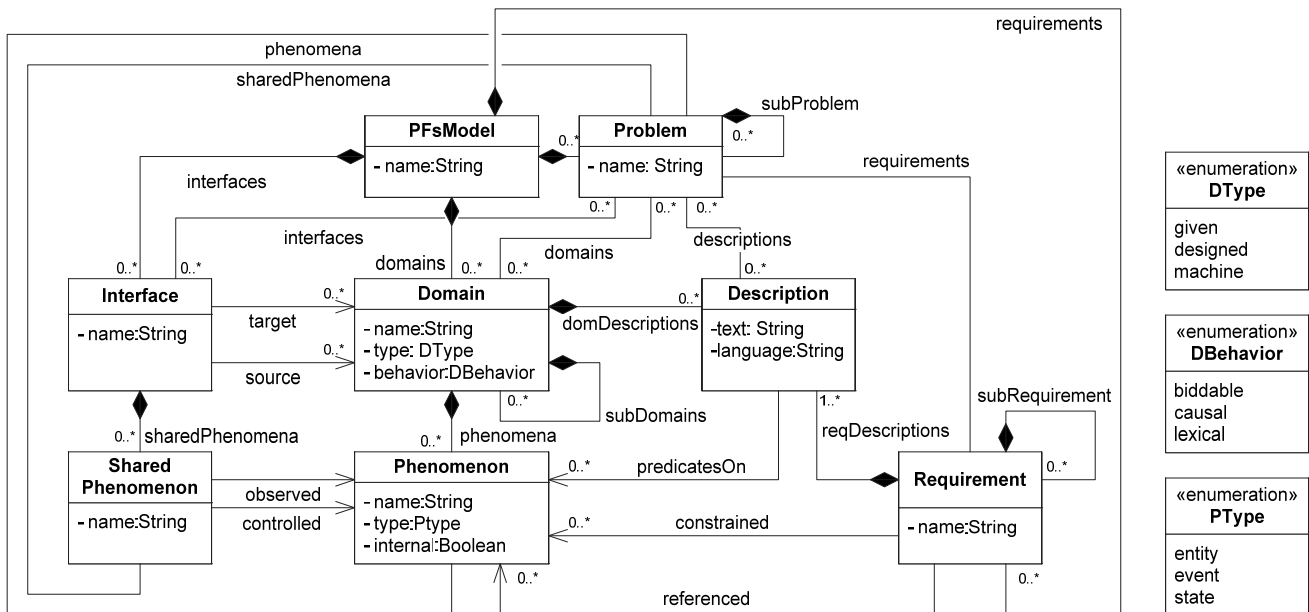 requirements
phenomena
sharedPhenomena
subProblem
PFsModel
- name:String
0..*
Problem
- name: String
0..*
requirements
interfaces
interfaces
0..*
0..*
0..*
descriptions
domains
domains
0..*
0..*
0..*
0..*
0..*
Interface
- name:String
0..*
target
0..*
source
Domain
- name:String
- type: DType
- behavior:DBehavior
0..*
domDescriptions
Description
-text: String
-language:String
0..*
subDomains
1..*
subRequirement
reqDescriptions
0..*
sharedPhenomena
0..*
phenomena
Shared
Phenomenon
- name:String
observed
controlled
Phenomenon
- name:String
- type:Ptype
- internal:Boolean
0..*
predicatesOn
0..*
constrained
Requirement
- name:String
0..*
0..*
0..*
referenced
«enumeration»
DType
given
designed
machine
«enumeration»
DBehavior
biddable
causal
lexical
«enumeration»
PType
entity
event
state